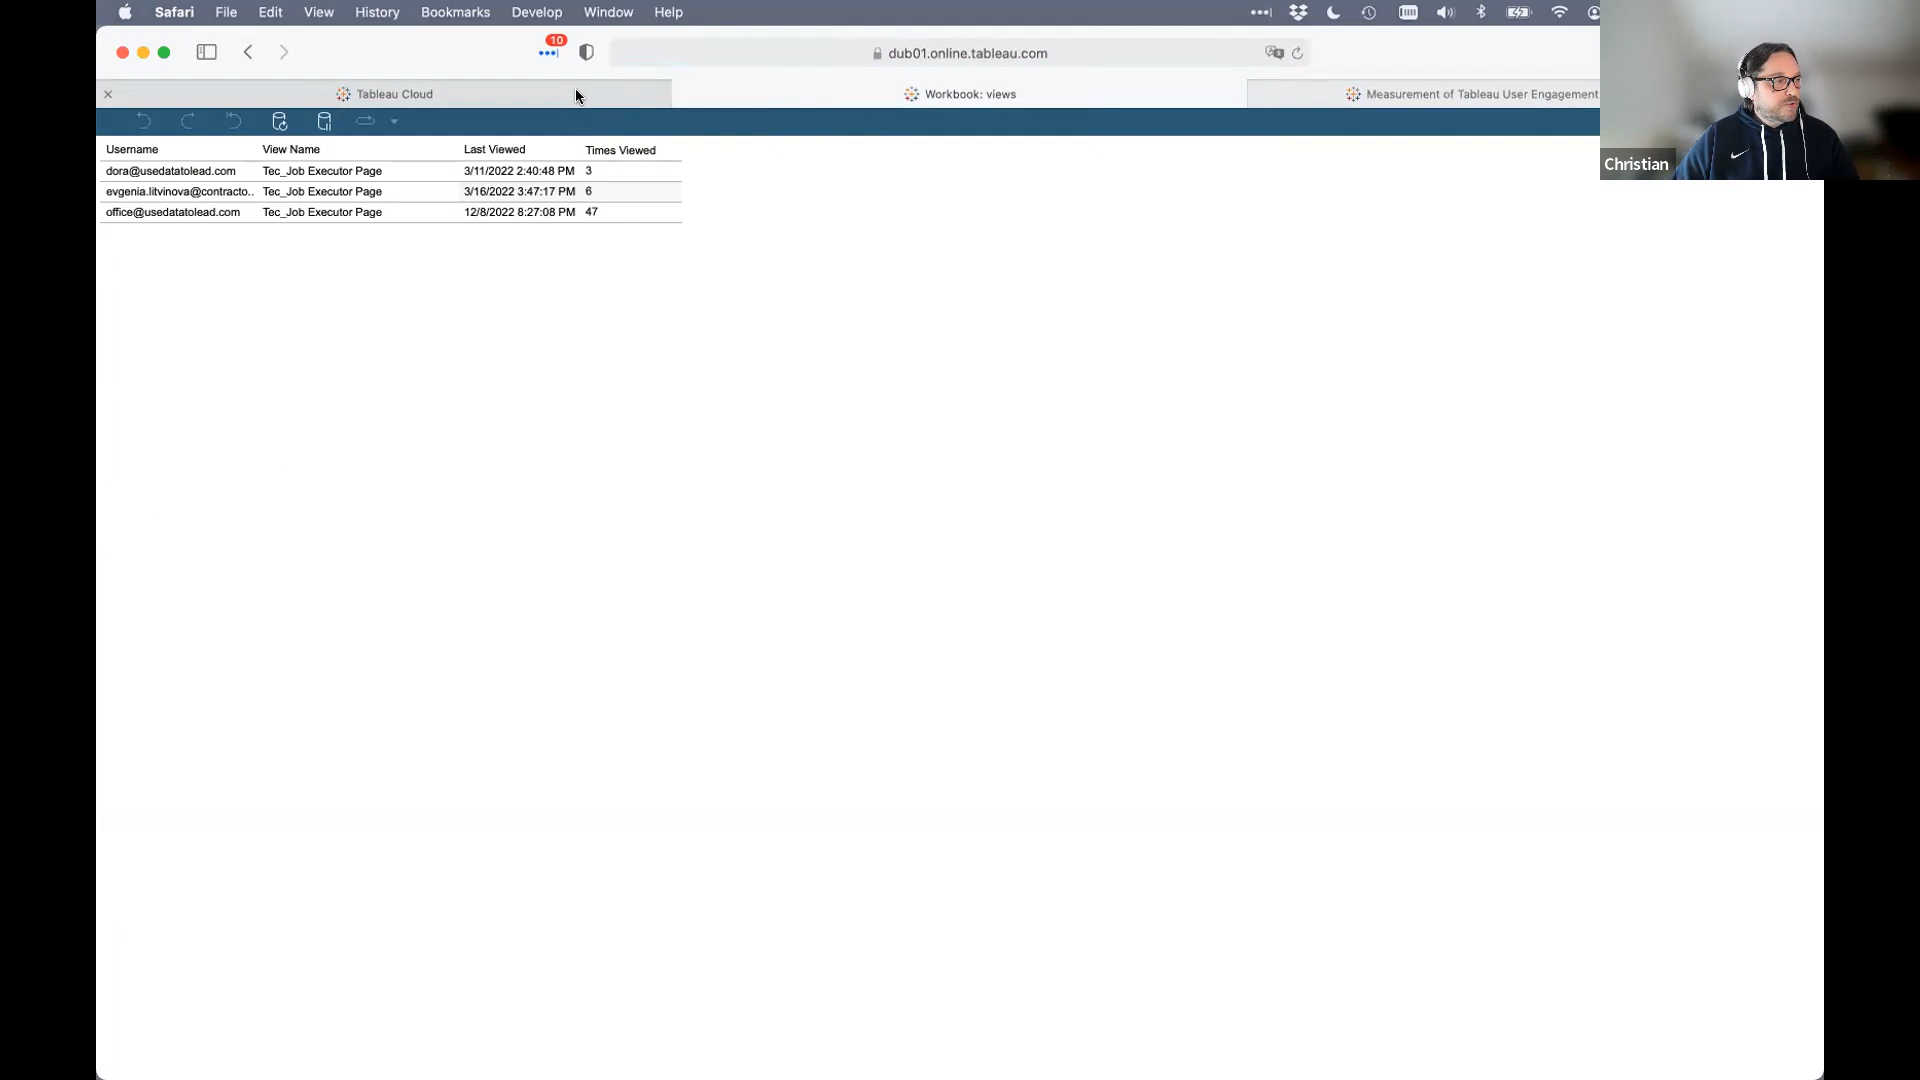 Safari File Edit View History Bookmarks Develop Window Help
10
dub01.online.tableau.com
Tableau Cloud
Workbook: views
Measurement of Tableau User Engagement
Christian
Username View Name Last Viewed Times Viewed
dora@usedatatolead.com Tec_Job Executor Page 3/11/2022 2:40:48 PM 3
evgenia.litvinova@contracto.. Tec_Job Executor Page 3/16/2022 3:47:17 PM 6
office@usedatatolead.com Tec_Job Executor Page 12/8/2022 8:27:08 PM 47